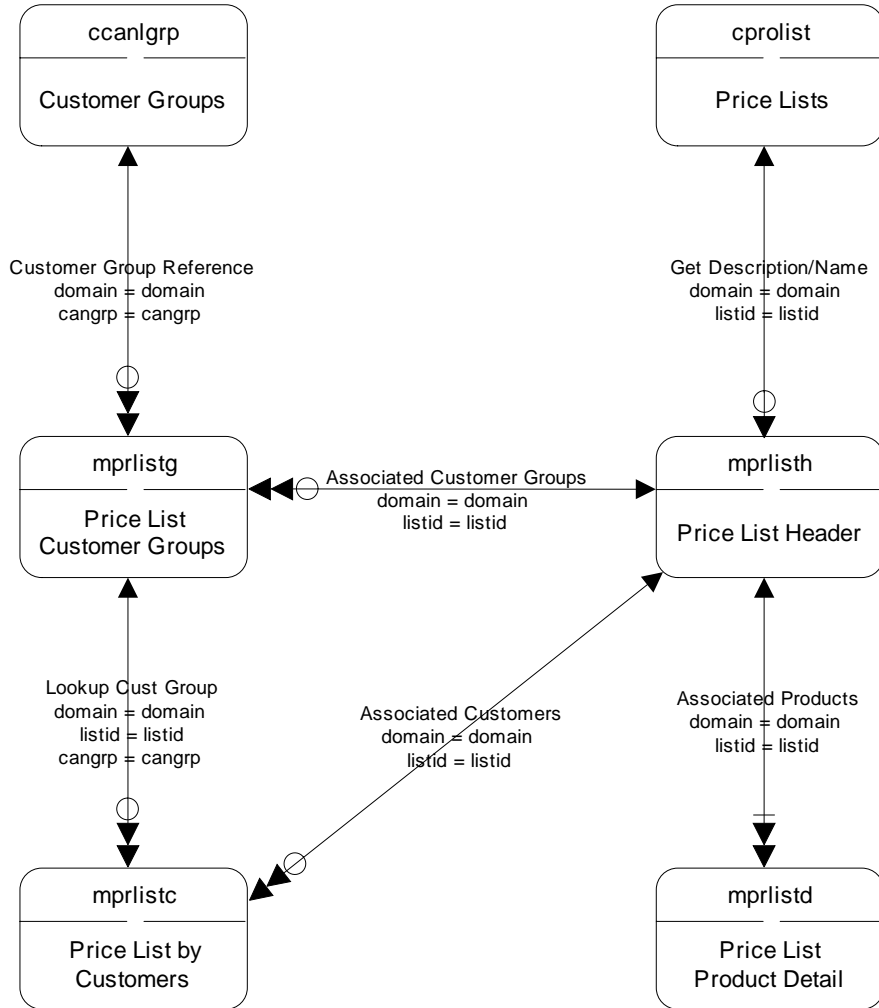 ccanlgrp
Customer Groups
cprolist
Price Lists
Customer Group Reference
domain = domain
cangrp = cangrp
Get Description/Name
domain = domain
listid = listid
mprlistg
Price List
Customer Groups
Associated Customer Groups
domain = domain
listid = listid
mprlisth
Price List Header
Lookup Cust Group
domain = domain
listid = listid
cangrp = cangrp
Associated Customers
domain = domain
listid = listid
Associated Products
domain = domain
listid = listid
mprlistc
Price List by
Customers
mprlistd
Price List
Product Detail